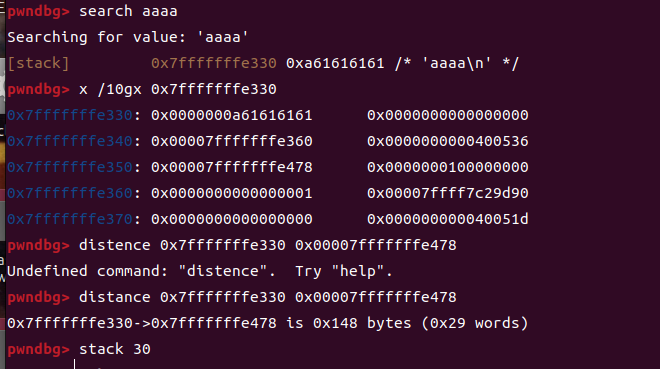 pwndbg> search aaaa
Searching for value: 'aaaa'
[stack] 0x7fffffffe330 0xa61616161 /* 'aaaa\n' */
pwndbg> x /10gx 0x7fffffffe330
0x7fffffffe330: 0x0000000a61616161 0x0000000000000000
0x7fffffffe340: 0x00007fffffffe360 0x0000000000400536
0x7fffffffe350: 0x00007fffffffe478 0x0000000100000000
0x7fffffffe360: 0x0000000000000001 0x00007ffff7c29d90
0x7fffffffe370: 0x0000000000000000 0x000000000040051d
pwndbg> distence 0x7fffffffe330 0x00007fffffffe478
Undefined command: "distence".  Try "help".
pwndbg> distance 0x7fffffffe330 0x00007fffffffe478
0x7fffffffe330->0x7fffffffe478 is 0x148 bytes (0x29 words)
pwndbg> stack 30